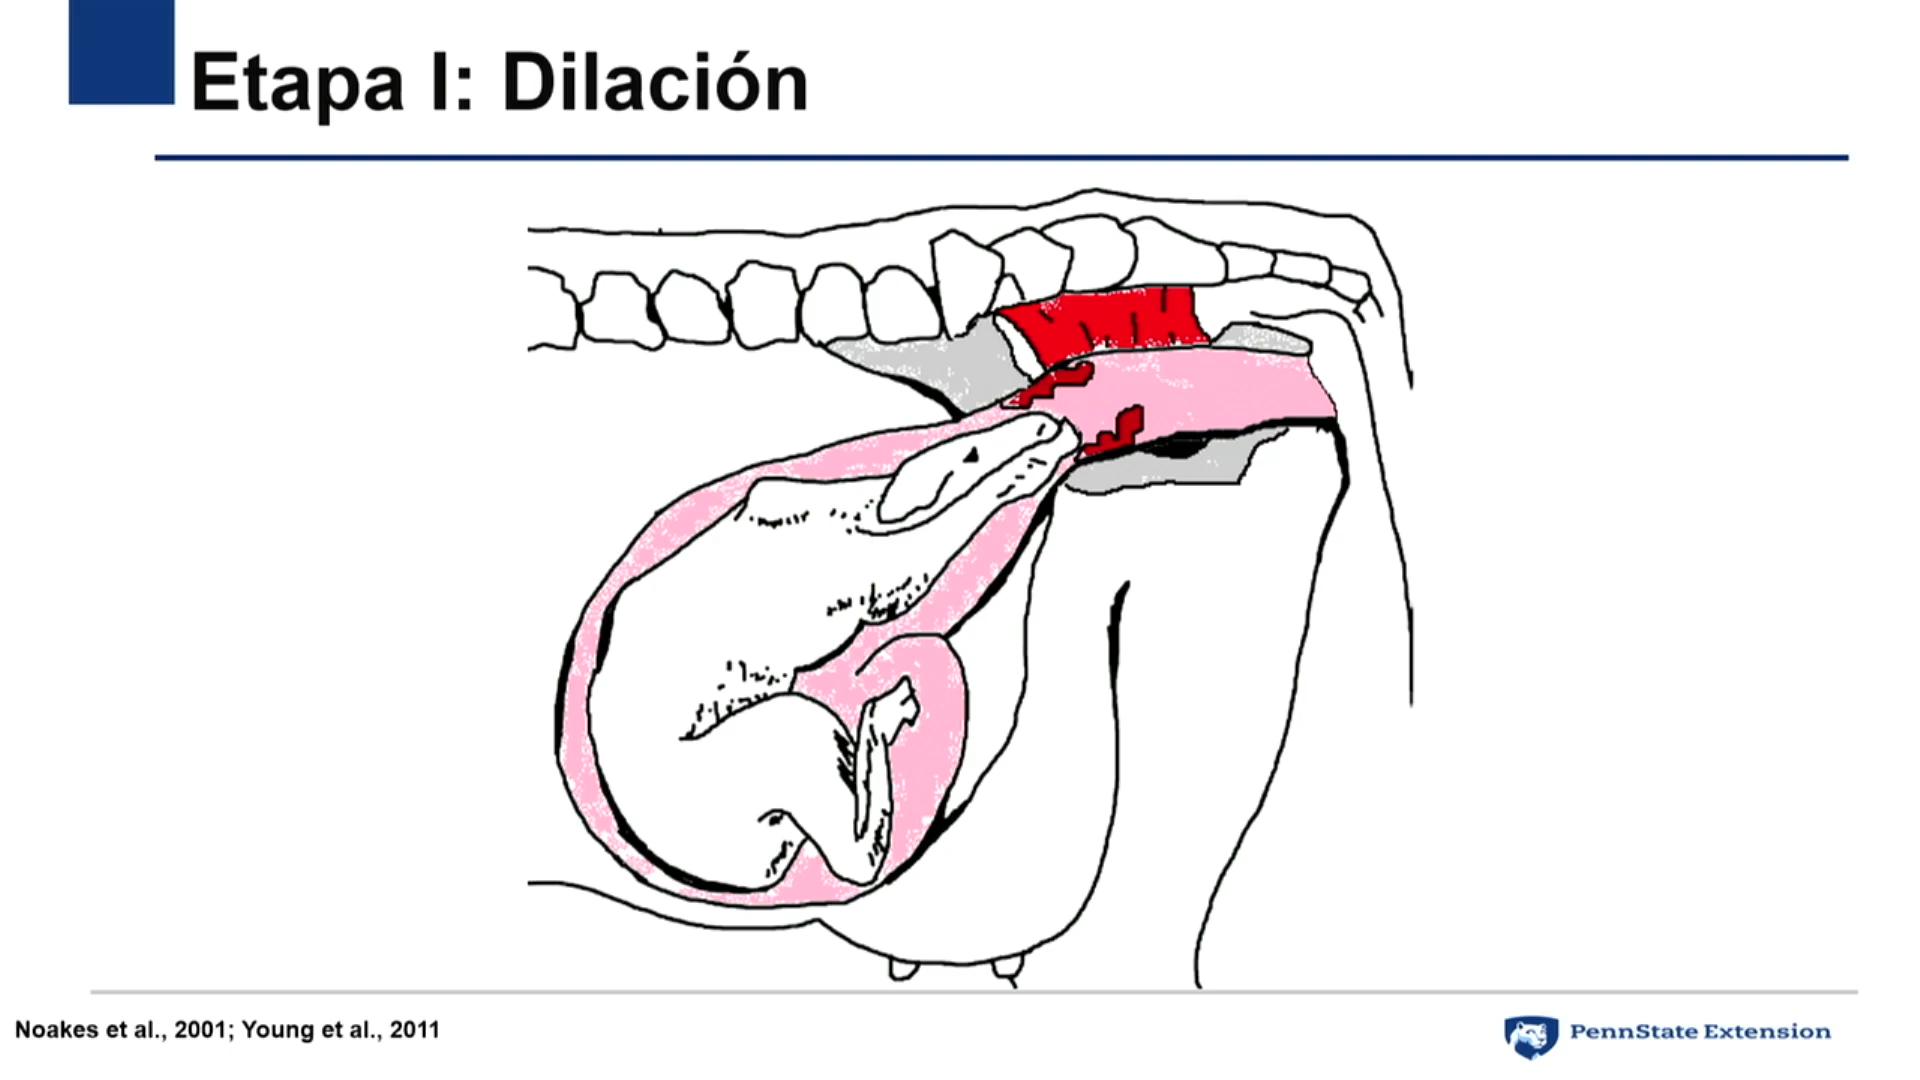 Etapa I: Dilación
Noakes et al., 2001; Young et al., 2011
PennState Extension